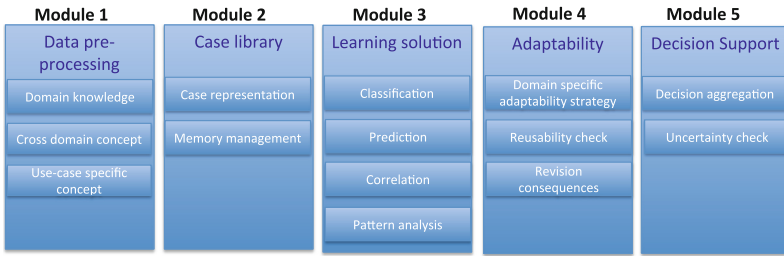 Module 1
Data pre-
processing
Domain knowledge
Cross domain concept
Use-case specific
concept
Module 2
Case library
Case representation
Memory management
Module 3
Learning solution
Classification
Prediction
Correlation
Pattern analysis
Module 4
Adaptability
Domain specific
adaptability strategy
Reusability check
Revision
consequences
Module 5
Decision Support
Decision aggregation
Uncertainty check